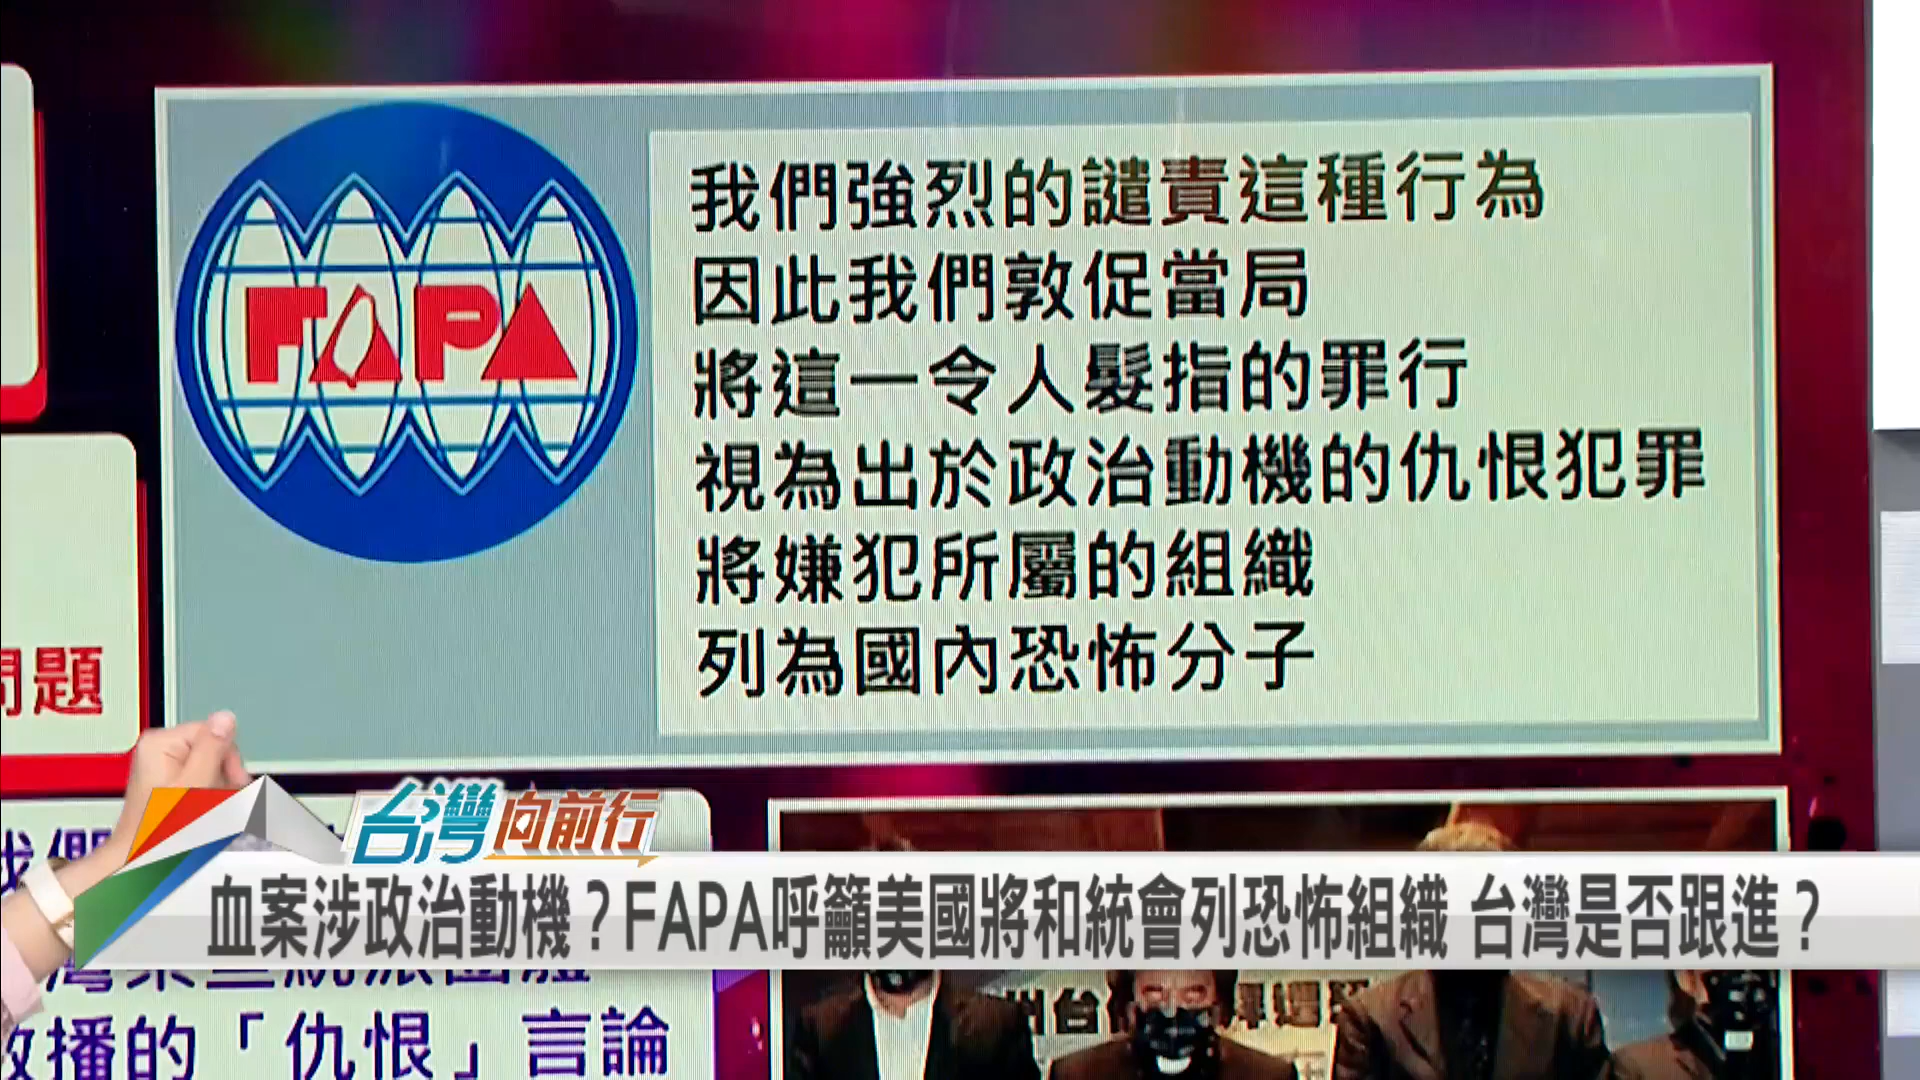 FAPA
我們強烈的譴責這種行為
因此我們敦促當局
將這一令人髮指的罪行
視為出於政治動機的仇恨犯罪
將嫌犯所屬的組織
列為國內恐怖分子
問題
台灣向前行
我們
血案涉政治動機？FAPA呼籲美國將和統會列恐怖組織 台灣是否跟進？
散播的「仇恨」言論